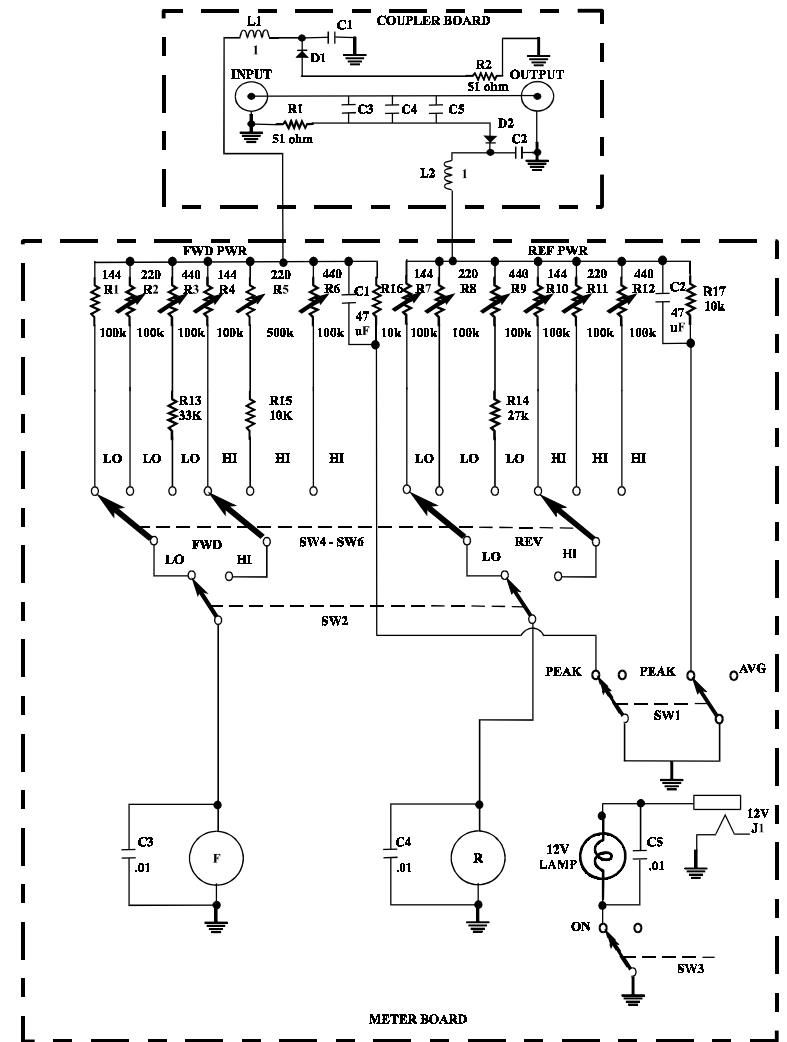 COUPLER BOARD
L1
1
C1
D1
R2
51 ohm
INPUT
OUTPUT
R1
51 ohm
C3
C4
C5
D2
C2
L2
1
FWD PWR
REF PWR
144
R1
220
R2
440
R3
144
R4
220
R5
440
R6
C1
47
uF
R16
10k
144
R7
220
R8
440
R9
144
R10
220
R11
440
R12
C2
47
uF
R17
10k
100k
100k
100k
100k
500k
100k
100k
100k
100k
100k
100k
100k
R13
33K
R15
10K
R14
27k
LO
LO
LO
HI
HI
HI
LO
LO
LO
HI
HI
HI
FWD
SW4 - SW6
REV
LO
HI
LO
HI
SW2
PEAK
PEAK
AVG
SW1
C3
.01
F
C4
.01
R
12V
LAMP
C5
.01
12V
J1
ON
SW3
METER BOARD